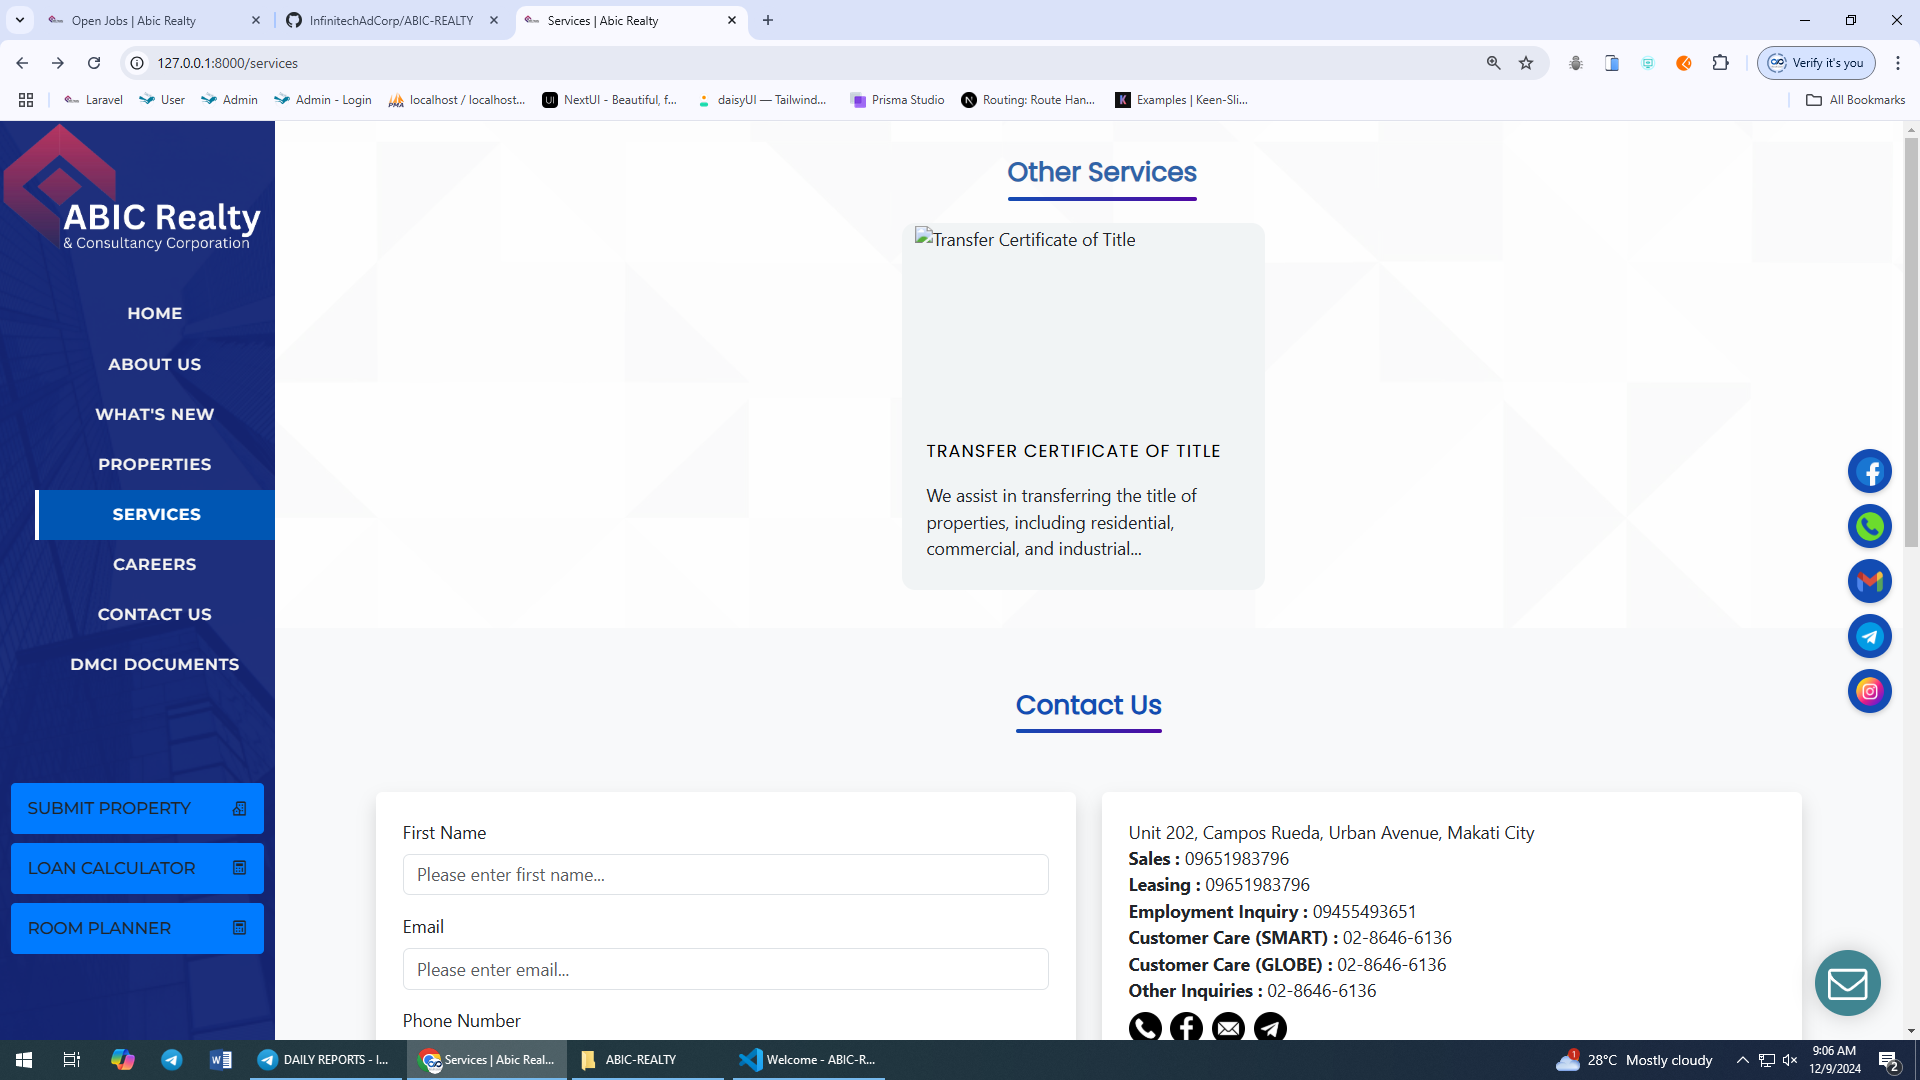 Open Jobs | Abic Realty
InfinitechAdCorp/ABIC-REALTY
Services | Abic Realty
127.0.0.1:8000/services
Verify it's you
Laravel
User
Admin
Admin - Login
localhost / localhost...
NextUI - Beautiful, f...
daisyUI — Tailwind...
Prisma Studio
Routing: Route Han...
Examples | Keen-Sli...
All Bookmarks
ABIC Realty
& Consultancy Corporation
HOME
ABOUT US
WHAT'S NEW
PROPERTIES
SERVICES
CAREERS
CONTACT US
DMCI DOCUMENTS
SUBMIT PROPERTY
LOAN CALCULATOR
ROOM PLANNER
Other Services
Transfer Certificate of Title
TRANSFER CERTIFICATE OF TITLE
We assist in transferring the title of
properties, including residential,
commercial, and industrial...
Contact Us
First Name
Please enter first name...
Email
Please enter email...
Phone Number
Unit 202, Campos Rueda, Urban Avenue, Makati City
Sales : 09651983796
Leasing : 09651983796
Employment Inquiry : 09455493651
Customer Care (SMART) : 02-8646-6136
Customer Care (GLOBE) : 02-8646-6136
Other Inquiries : 02-8646-6136
DAILY REPORTS - I...
Services | Abic Real...
ABIC-REALTY
Welcome - ABIC-R...
1
28°C Mostly cloudy
9:06 AM
12/9/2024
2